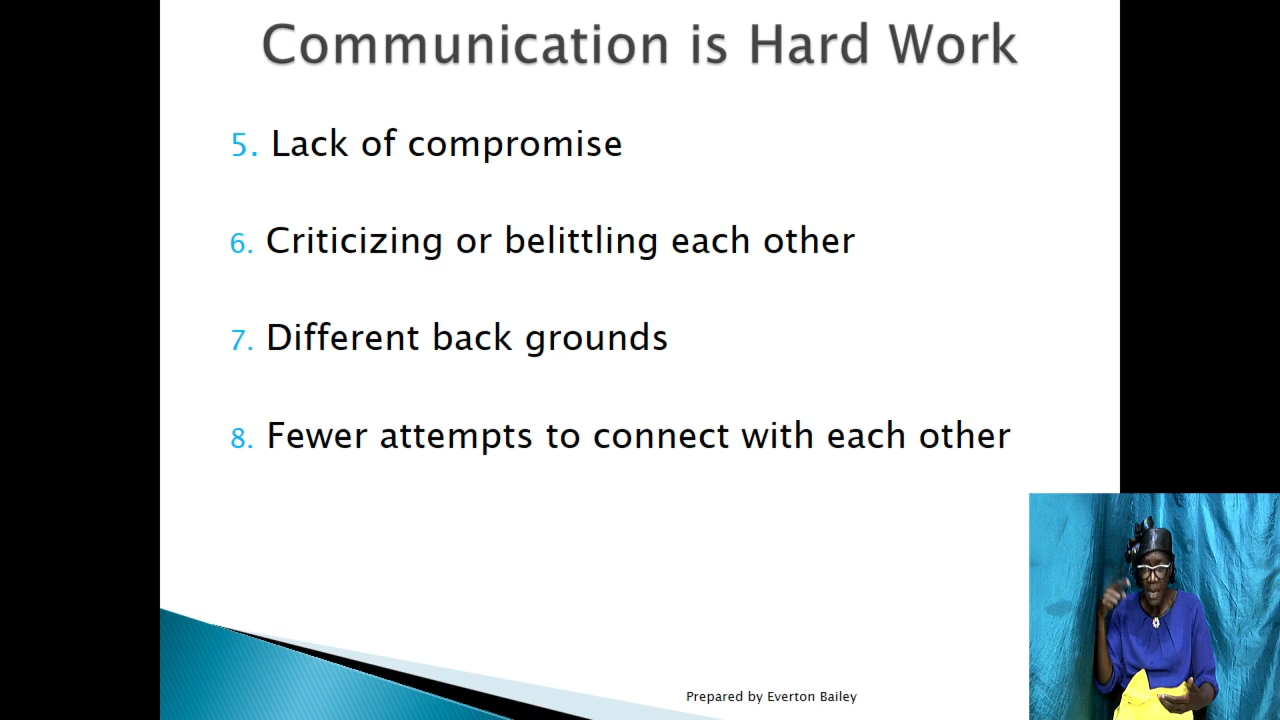 Communication is Hard Work
5. Lack of compromise
6. Criticizing or belittling each other
7. Different back grounds
8. Fewer attempts to connect with each other
Prepared by Everton Bailey